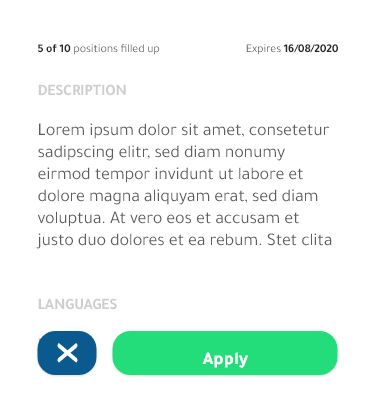 5 of 10 positions filled up
Expires 16/08/2020
DESCRIPTION
Lorem ipsum dolor sit amet, consetetur
sadipscing elitr, sed diam nonumy
eirmod tempor invidunt ut labore et
dolore magna aliquyam erat, sed diam
voluptua. At vero eos et accusam et
justo duo dolores et ea rebum. Stet clita
LANGUAGES
Apply